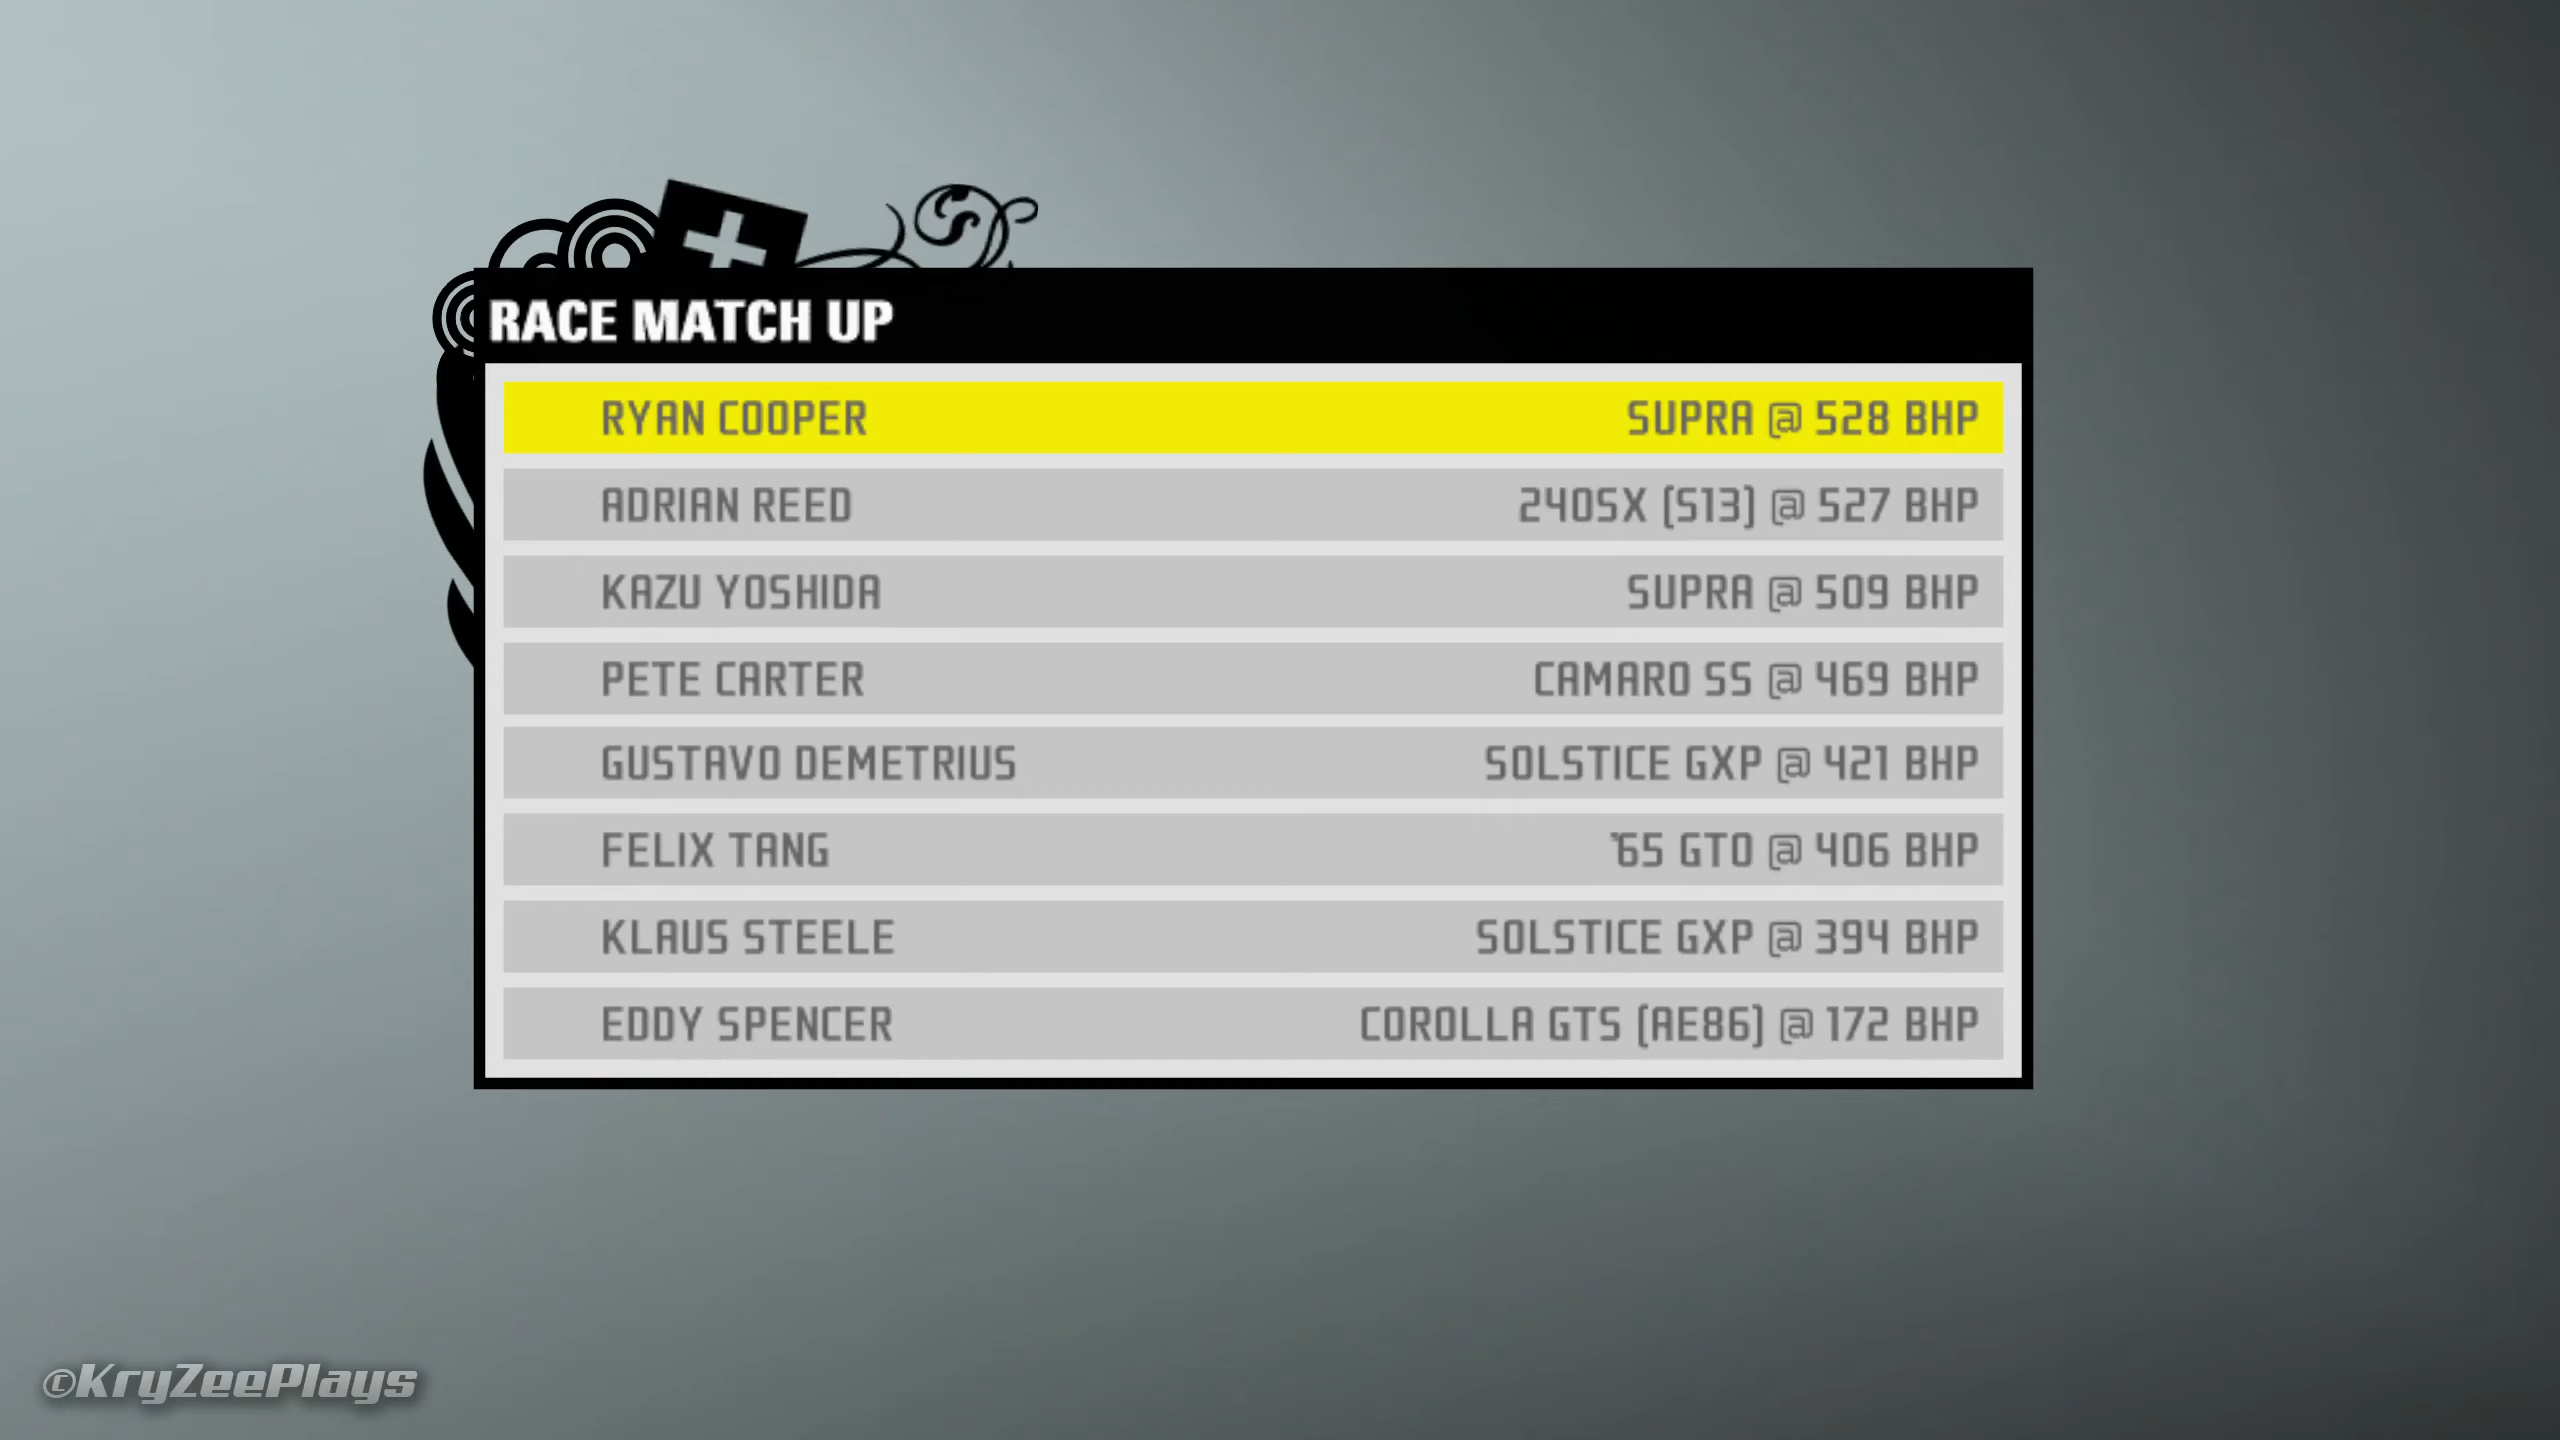 RACE MATCH UP
RYAN COOPER SUPRA @ 528 BHP
ADRIAN REED 240SX (S13) @ 527 BHP
KAZU YOSHIDA SUPRA @ 509 BHP
PETE CARTER CAMARO SS @ 469 BHP
GUSTAVO DEMETRIUS SOLSTICE GXP @ 421 BHP
FELIX TANG '65 GTO @ 406 BHP
KLAUS STEELE SOLSTICE GXP @ 394 BHP
EDDY SPENCER COROLLA GTS (AE86) @ 172 BHP
©KryZeePlays